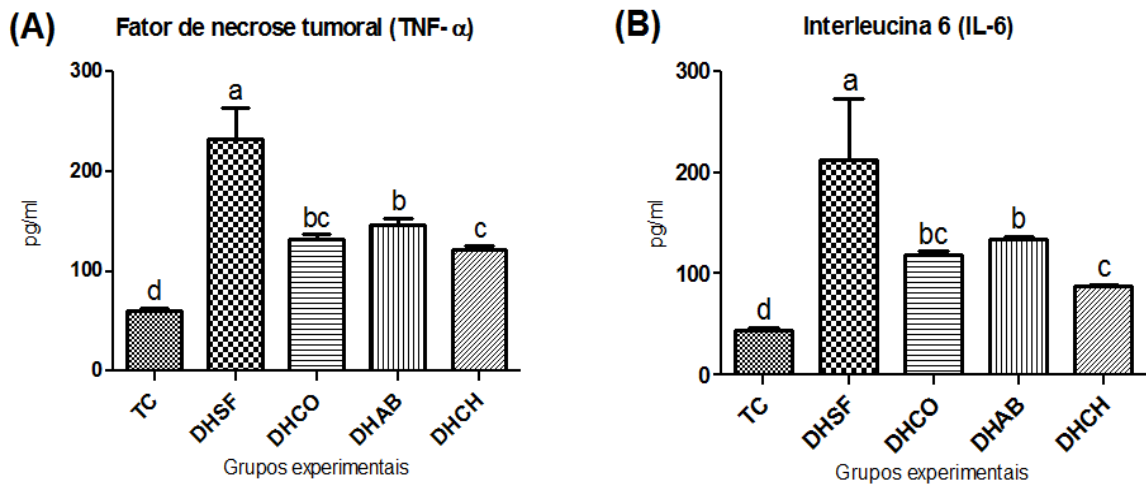 (A)
Fator de necrose tumoral (TNF- α)
300
200
100
0
pg/ml
d
a
bc
b
c
TC
DHSF
DHCO
DHAB
DHCH
Grupos experimentais
(B)
Interleucina 6 (IL-6)
300
200
100
0
pg/ml
d
a
bc
b
c
TC
DHSF
DHCO
DHAB
DHCH
Grupos experimentais